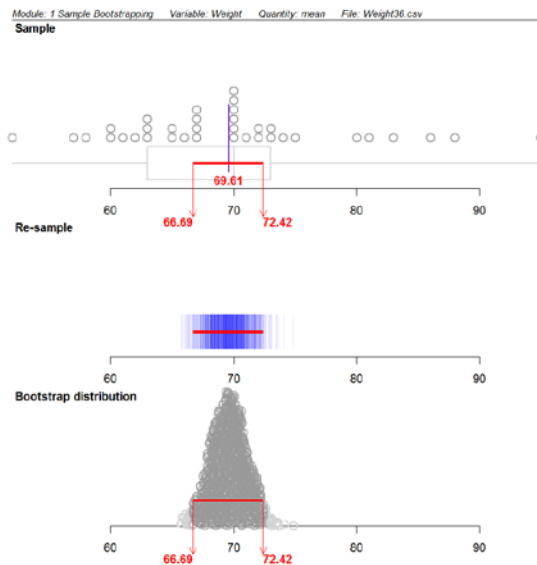 Module: 1 Sample Bootstrapping Variable: Weight Quantity: mean File: Weight36.csv
Sample
69.61
60 70 80 90
66.69 72.42
Re-sample
60 70 80 90
Bootstrap distribution
60 70 80 90
66.69 72.42